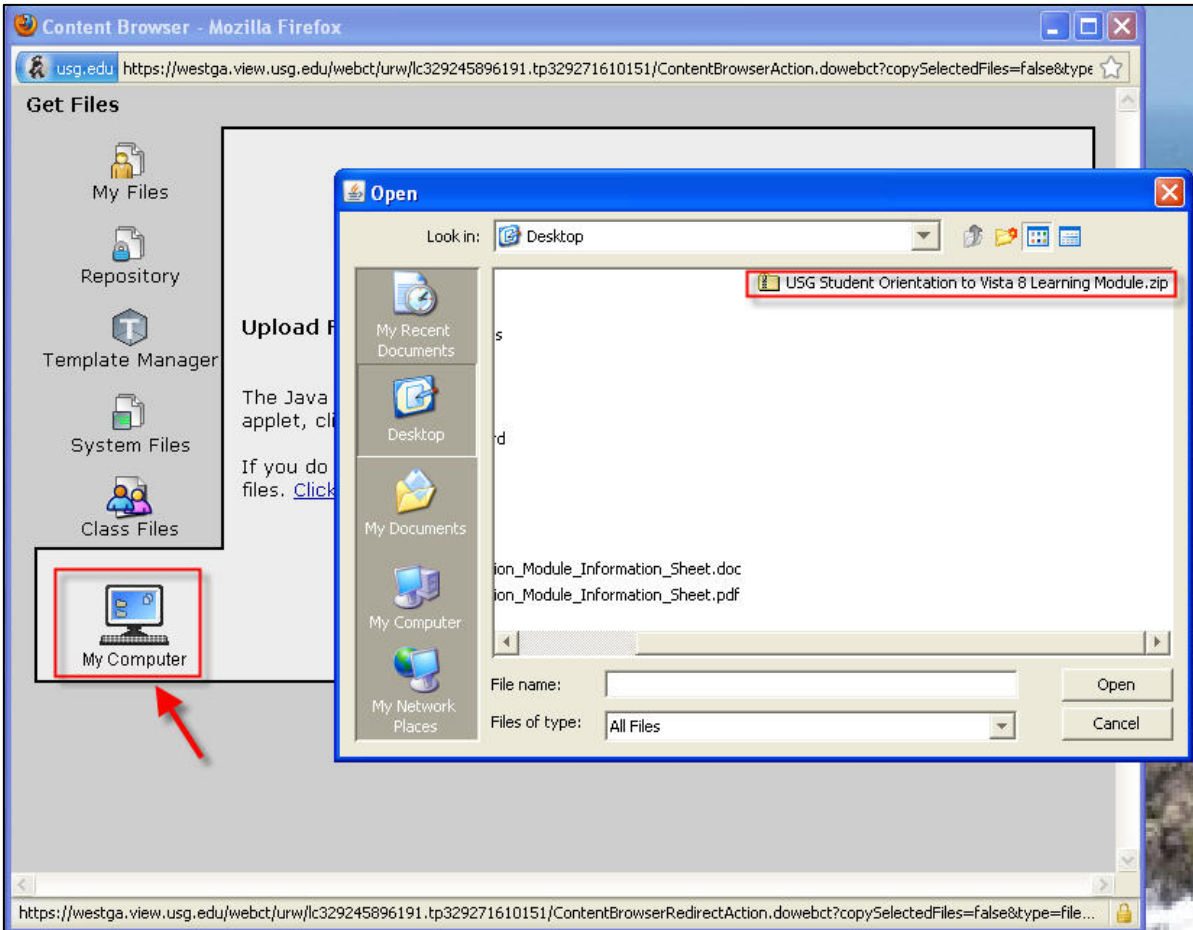 Content Browser - Mozilla Firefox
usg.edu https://westga.view.usg.edu/webct/urw/lc329245896191.tp329271610151/ContentBrowserAction.dowebct?copySelectedFiles=false&type
Get Files
My Files
Repository
Template Manager
System Files
Class Files
My Computer
Upload F
The Java
applet, cli
If you do
files. Click
Open
Look in: Desktop
My Recent
Documents
Desktop
My Documents
My Computer
My Network
Places
USG Student Orientation to Vista 8 Learning Module.zip
s
rd
ion_Module_Information_Sheet.doc
ion_Module_Information_Sheet.pdf
File name:
Open
Files of type: All Files
Cancel
https://westga.view.usg.edu/webct/urw/lc329245896191.tp329271610151/ContentBrowserRedirectAction.dowebct?copySelectedFiles=false&type=file...